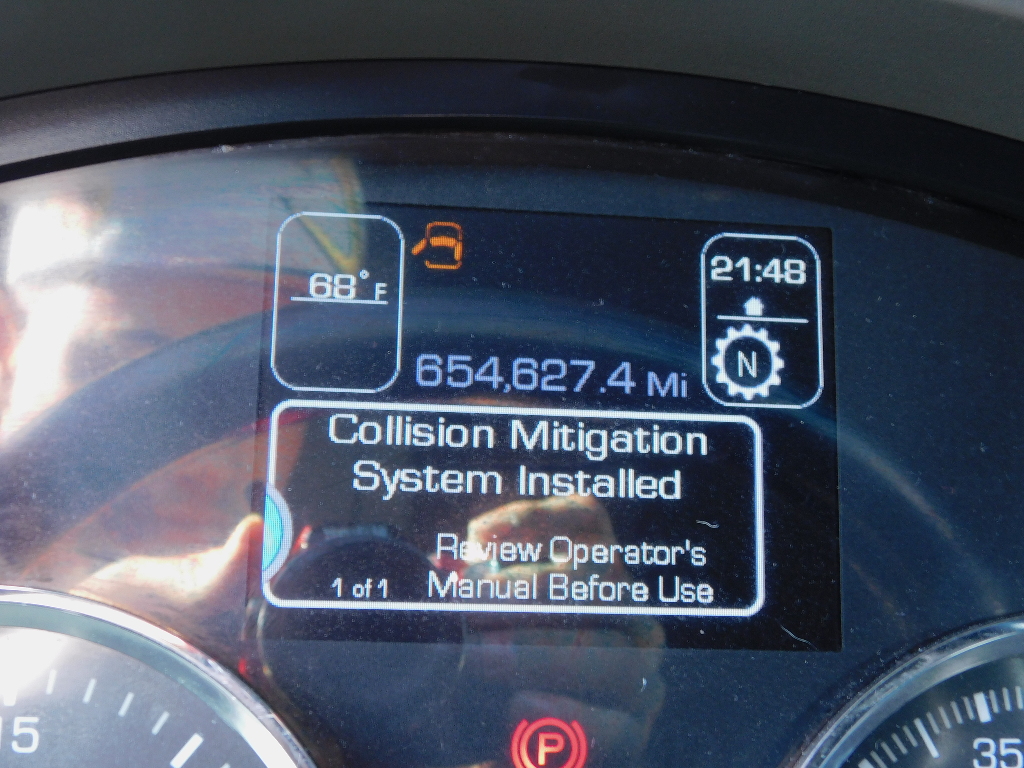 68°F
21:48
N
654,627.4 Mi
Collision Mitigation
System Installed
Review Operator's
1 of 1 Manual Before Use
P
15
35